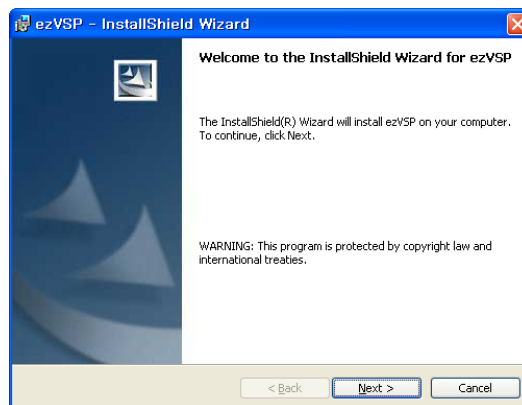 ezVSP - InstallShield Wizard
Welcome to the InstallShield Wizard for ezVSP
The InstallShield(R) Wizard will install ezVSP on your computer.
To continue, click Next.
WARNING: This program is protected by copyright law and
international treaties.
< Back
Next >
Cancel